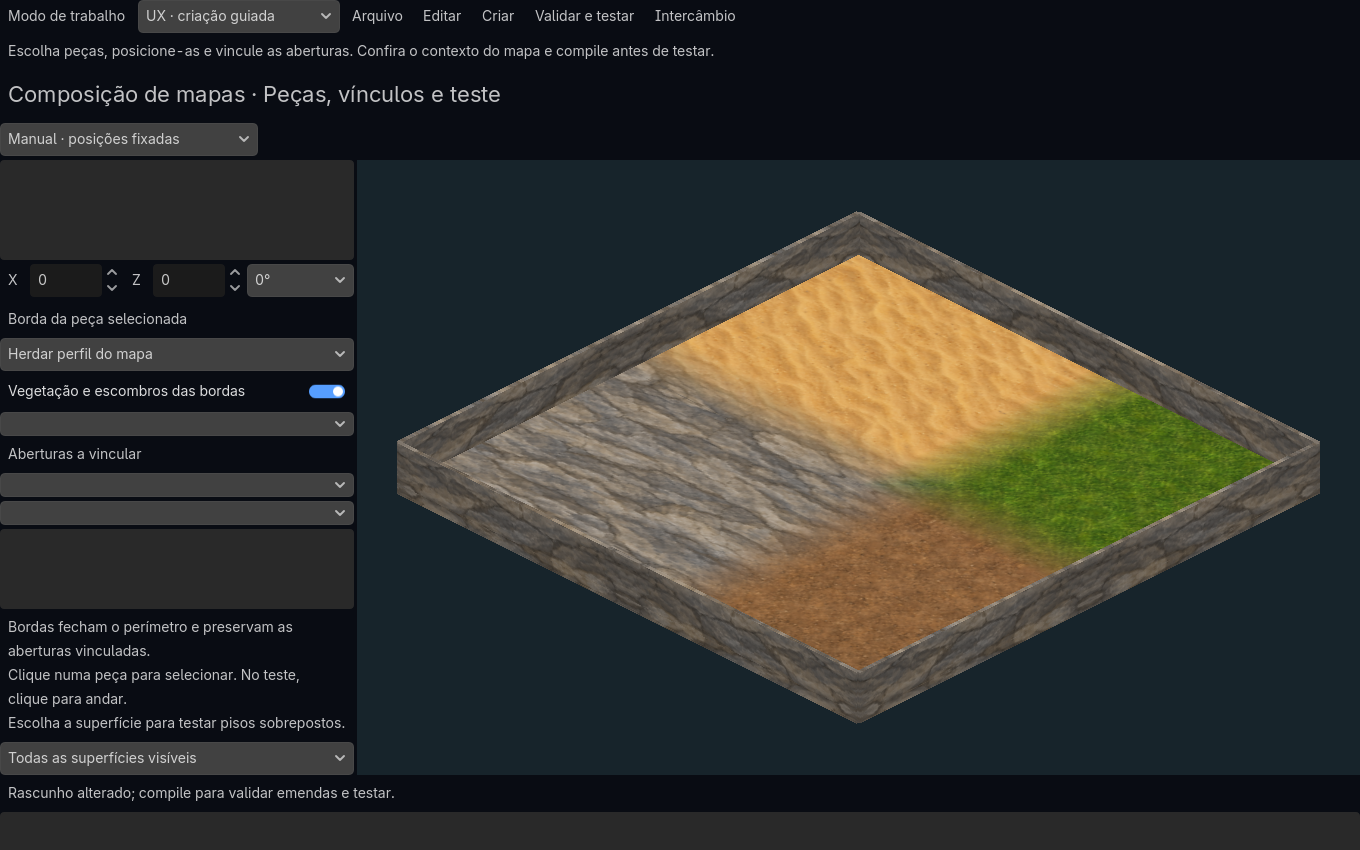 Modo de trabalho UX · criação guiada Arquivo Editar Criar Validar e testar Intercâmbio
Escolha peças, posicione-as e vincule as aberturas. Confira o contexto do mapa e compile antes de testar.
Composição de mapas · Peças, vínculos e teste
Manual · posições fixadas
X 0 Z 0 0°
Borda da peça selecionada
Herdar perfil do mapa
Vegetação e escombros das bordas
Aberturas a vincular
Bordas fecham o perímetro e preservam as
aberturas vinculadas.
Clique numa peça para selecionar. No teste,
clique para andar.
Escolha a superfície para testar pisos sobrepostos.
Todas as superfícies visíveis
Rascunho alterado; compile para validar emendas e testar.